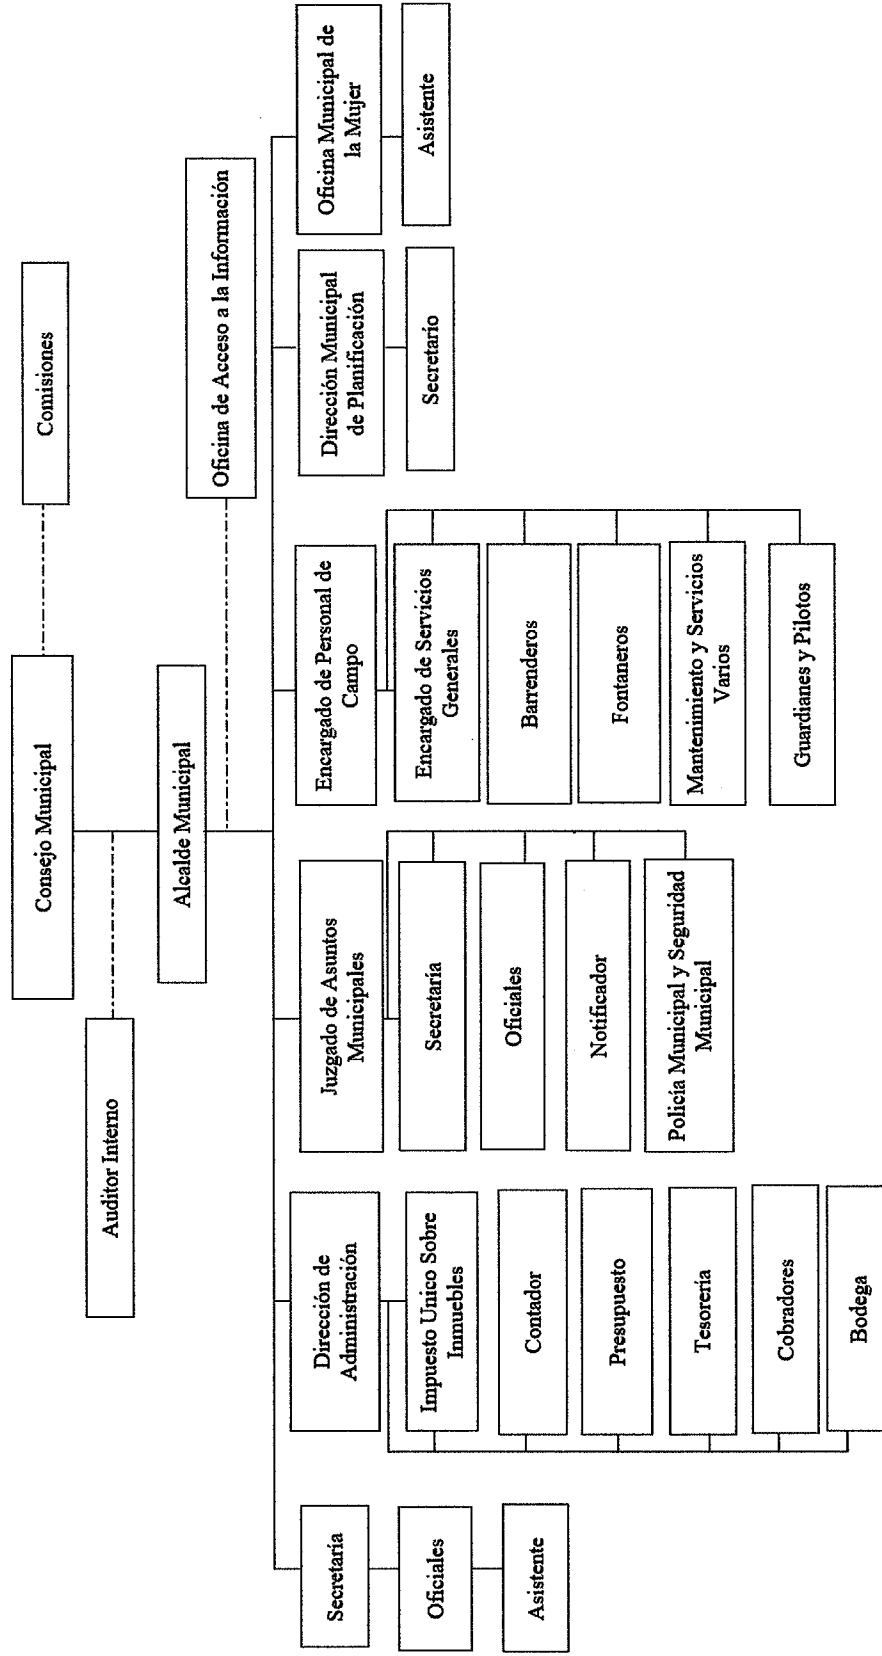 Consejo Municipal
Comisiones
Auditor Interno
Alcalde Municipal
Oficina de Acceso a la Información
Secretaría
Oficiales
Asistente
Dirección de
Administración
Impuesto Unico Sobre
Inmuebles
Contador
Presupuesto
Tesorería
Cobradores
Bodega
Juzgado de Asuntos
Municipales
Secretaría
Oficiales
Notificador
Policía Municipal y Seguridad
Municipal
Encargado de Personal de
Campo
Encargado de Servicios
Generales
Barrenderos
Fontaneros
Mantenimiento y Servicios
Varios
Guardianes y Pilotos
Dirección Municipal
de Planificación
Secretario
Oficina Municipal de
la Mujer
Asistente